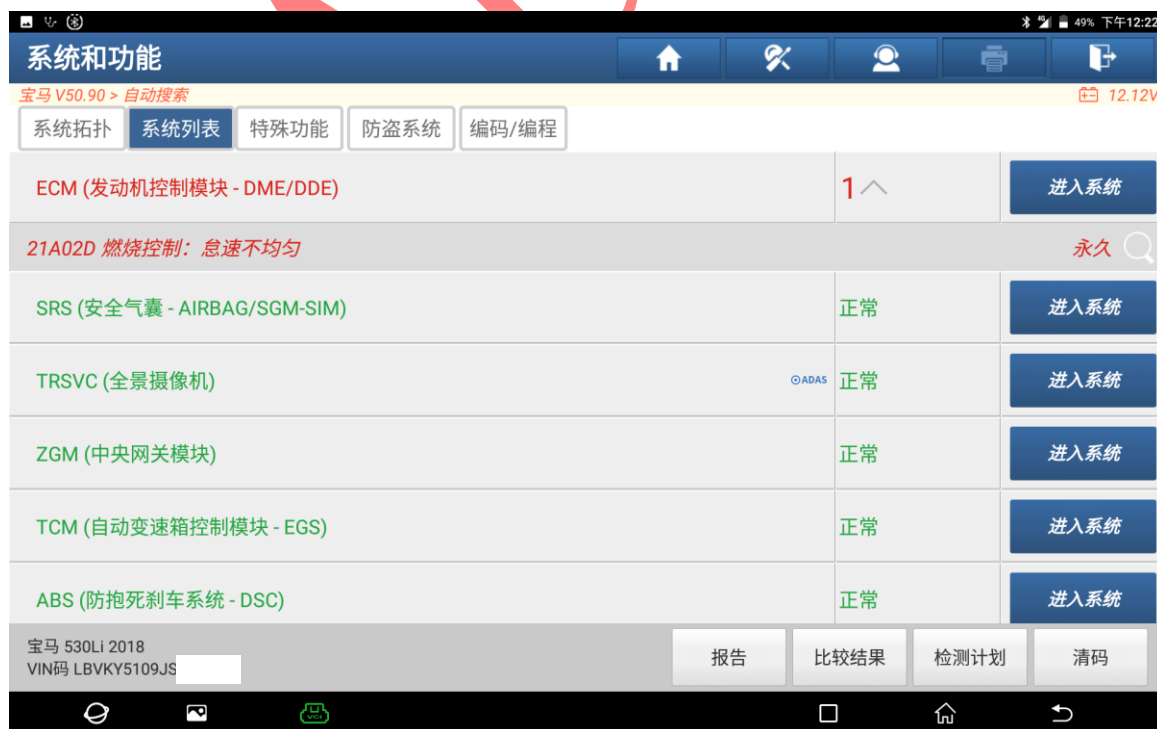 49% 下午12:22
系统和功能
宝马 V50.90 > 自动搜索
12.12V
系统拓扑 系统列表 特殊功能 防盗系统 编码/编程
ECM (发动机控制模块 - DME/DDE) 1 进入系统
21A02D 燃烧控制：怠速不均匀 永久
SRS (安全气囊 - AIRBAG/SGM-SIM) 正常 进入系统
TRSVC (全景摄像机) ADAS 正常 进入系统
ZGM (中央网关模块) 正常 进入系统
TCM (自动变速箱控制模块 - EGS) 正常 进入系统
ABS (防抱死刹车系统 - DSC) 正常 进入系统
宝马 530Li 2018
VIN码 LBVKY5109JS
报告 比较结果 检测计划 清码
VCI